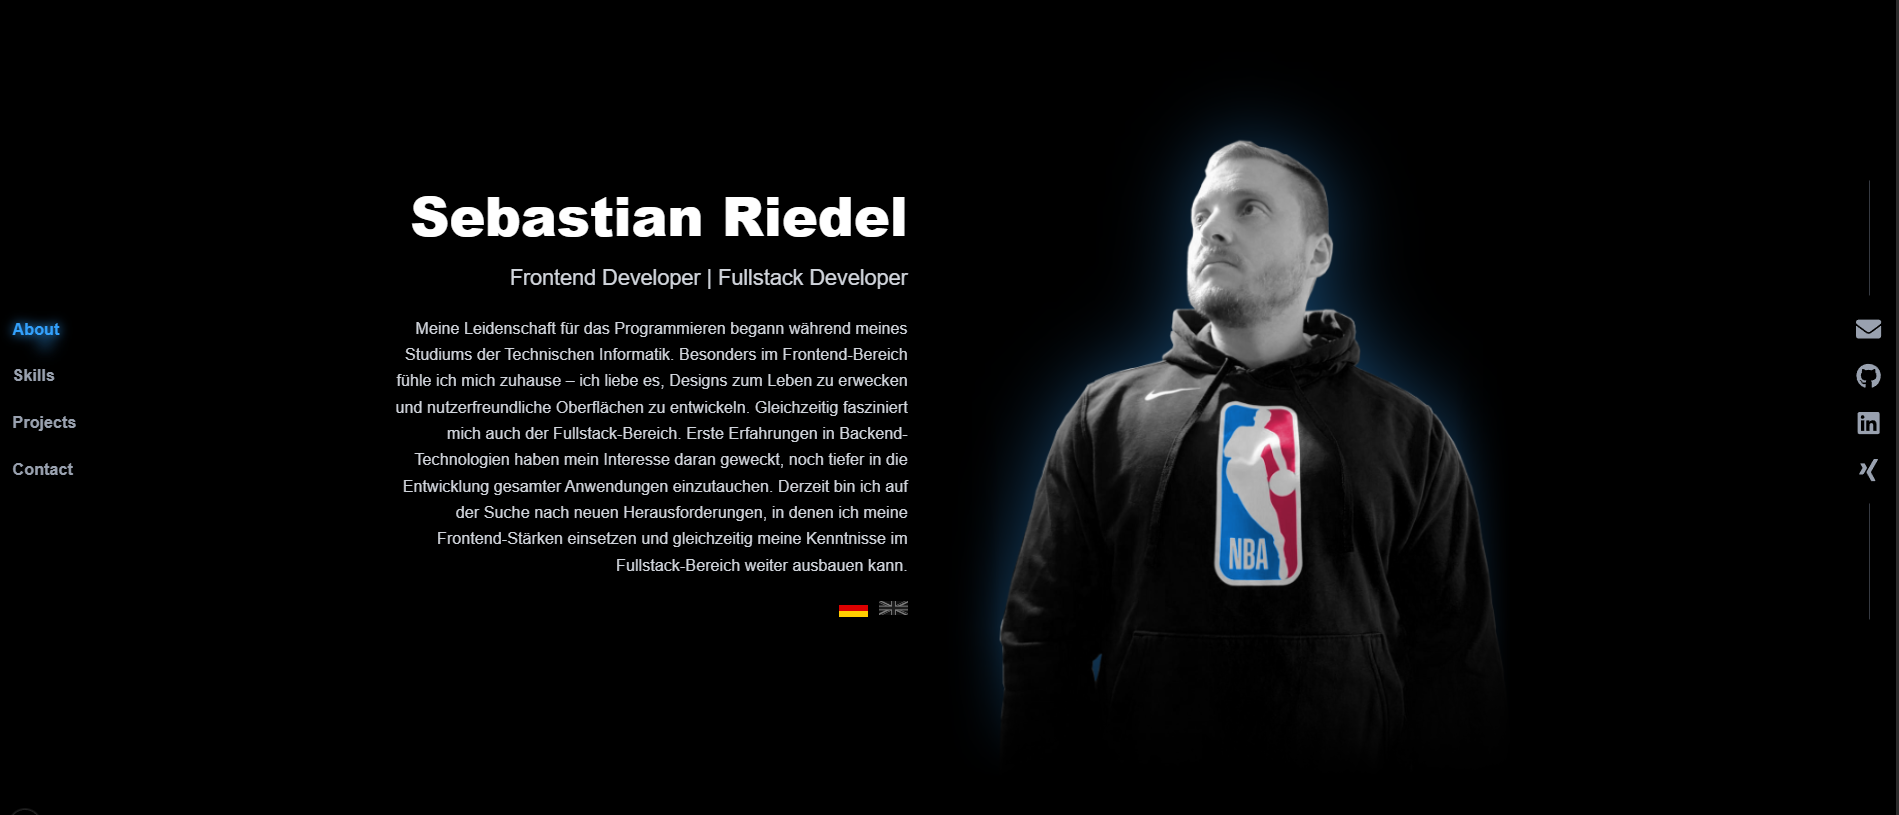 Sebastian Riedel
Frontend Developer | Fullstack Developer
About
Skills
Projects
Contact
Meine Leidenschaft für das Programmieren begann während meines
Studiums der Technischen Informatik. Besonders im Frontend-Bereich
fühle ich mich zuhause – ich liebe es, Designs zum Leben zu erwecken
und nutzerfreundliche Oberflächen zu entwickeln. Gleichzeitig fasziniert
mich auch der Fullstack-Bereich. Erste Erfahrungen in Backend-
Technologien haben mein Interesse daran geweckt, noch tiefer in die
Entwicklung gesamter Anwendungen einzutauchen. Derzeit bin ich auf
der Suche nach neuen Herausforderungen, in denen ich meine
Frontend-Stärken einsetzen und gleichzeitig meine Kenntnisse im
Fullstack-Bereich weiter ausbauen kann.
NBA
in